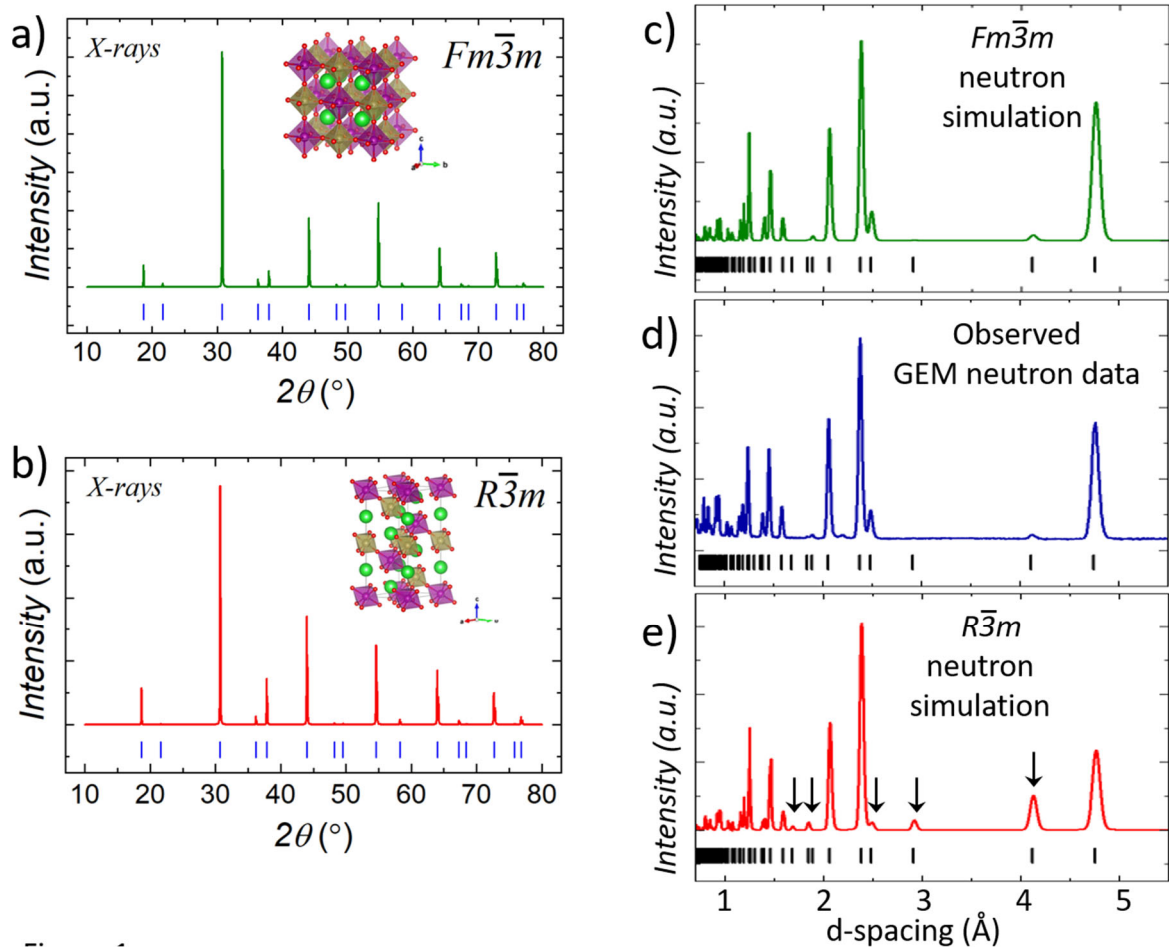 a)
X-rays
Fm3̅m
Intensity (a.u.)
10 20 30 40 50 60 70 80
2θ (°)
b)
X-rays
R3̅m
Intensity (a.u.)
10 20 30 40 50 60 70 80
2θ (°)
c)
Fm3̅m
neutron
simulation
Intensity (a.u.)
d)
Observed
GEM neutron data
Intensity (a.u.)
e)
R3̅m
neutron
simulation
Intensity (a.u.)
1 2 3 4 5
d-spacing (Å)